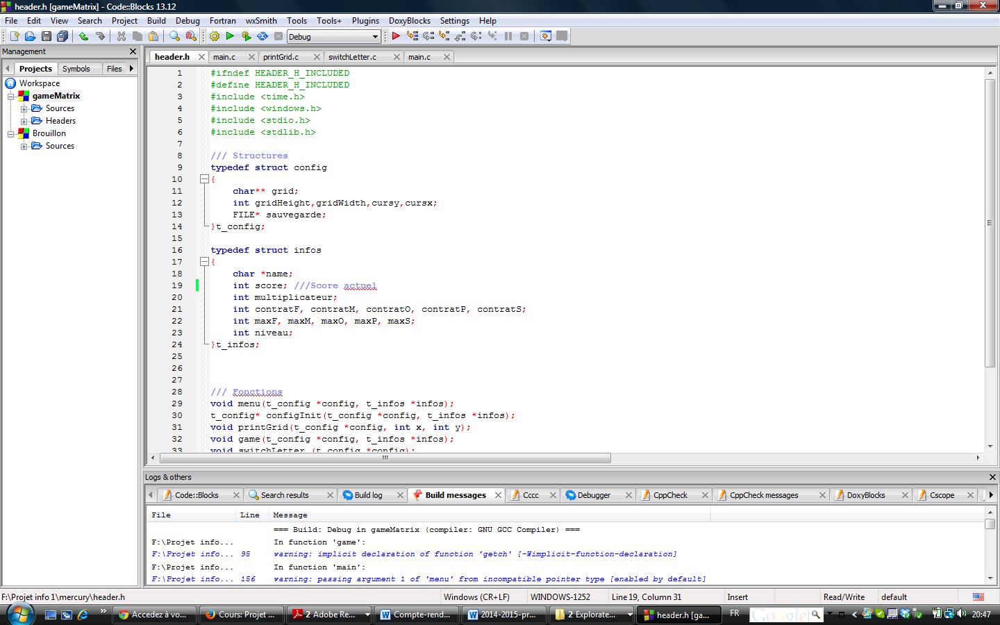 header.h [gameMatrix] - Code::Blocks 13.12
File Edit View Search Project Build Debug Fortran wxSmith Tools Tools+ Plugins DoxyBlocks Settings Help
Debug
Management
Projects Symbols Files
header.h main.c printGrid.c switchLetter.c main.c
Workspace
gameMatrix
Sources
Headers
Brouillon
Sources
1 #ifndef HEADER_H_INCLUDED
2 #define HEADER_H_INCLUDED
3 #include <time.h>
4 #include <windows.h>
5 #include <stdio.h>
6 #include <stdlib.h>
7
8 /// Structures
9 typedef struct config
10 {
11 char** grid;
12 int gridHeight,gridWidth,cursy,cursx;
13 FILE* sauvegarde;
14 }t_config;
15
16 typedef struct infos
17 {
18 char *name;
19 int score; ///Score actuel
20 int multiplicateur;
21 int contratF, contratM, contratO, contratP, contratS;
22 int maxF, maxM, maxO, maxP, maxS;
23 int niveau;
24 }t_infos;
25
26
27
28 /// Fonctions
29 void menu(t_config *config, t_infos *infos);
30 t_config* configInit(t_config *config, t_infos *infos);
31 void printGrid(t_config *config, int x, int y);
32 void game(t_config *config, t_infos *infos);
33 void switchLetter (t_config *config);
Logs & others
Code::Blocks Search results Build log Build messages Cccc Debugger CppCheck CppCheck messages DoxyBlocks Cscope
File Line Message
=== Build: Debug in gameMatrix (compiler: GNU GCC Compiler) ===
F:\Projet info... In function 'game':
F:\Projet info... 95 warning: implicit declaration of function 'getch' [-Wimplicit-function-declaration]
F:\Projet info... In function 'main':
F:\Projet info... 156 warning: passing argument 1 of 'menu' from incompatible pointer type [enabled by default]
F:\Projet info 1\mercury\header.h Windows (CR+LF) WINDOWS-1252 Line 19, Column 31 Insert Read/Write default
» Accedez à vo... Cours: Projet ... 2 Adobe Re... Compte-rend... 2014-2015-pr... 2 Explorate... header.h [ga... FR Google 20:47